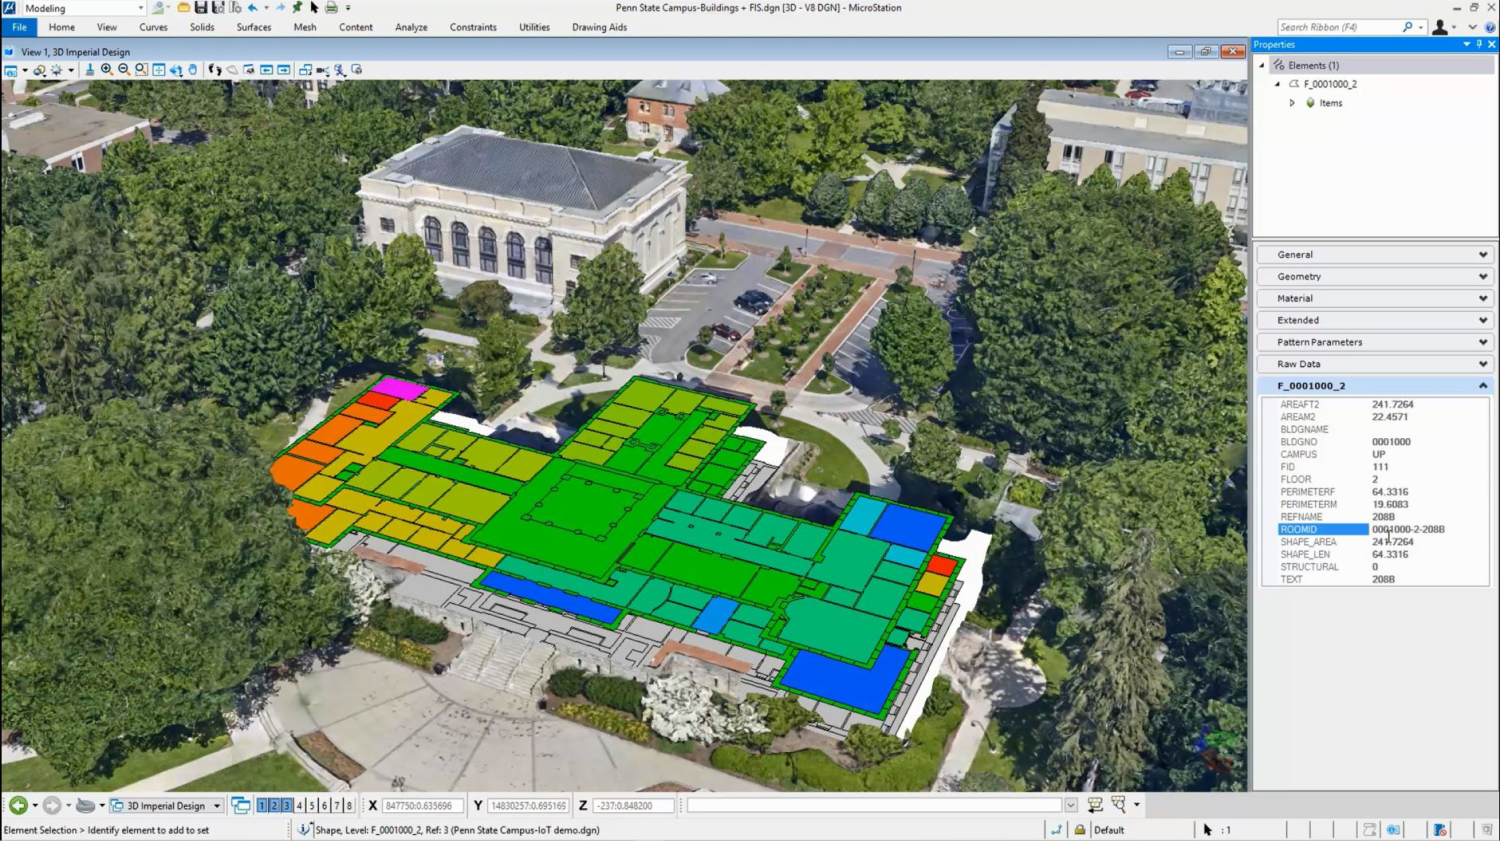 Modeling
Penn State Campus-Buildings + FIS.dgn [3D - V8 DGN] - MicroStation
File Home View Curves Solids Surfaces Mesh Content Analyze Constraints Utilities Drawing Aids
Search Ribbon (F4)
View 1, 3D Imperial Design
Properties
Elements (1)
F_0001000_2
Items
General
Geometry
Material
Extended
Pattern Parameters
Raw Data
F_0001000_2
AREAFT2 241.7264
AREAM2 22.4571
BLDGNAME
BLDGNO 0001000
CAMPUS UP
FID 111
FLOOR 2
PERIMETERF 64.3316
PERIMETERM 19.6083
REFNAME 208B
ROOMID 0001000-2-208B
SHAPE_AREA 241.7264
SHAPE_LEN 64.3316
STRUCTURAL 0
TEXT 208B
3D Imperial Design 1 2 3 4 5 6 7 8 X 847750:0.635696 Y 14830257:0.695169 Z -237:0.848200
Element Selection > Identify element to add to set Shape, Level: F_0001000_2, Ref: 3 (Penn State Campus-IoT demo.dgn) Default : 1